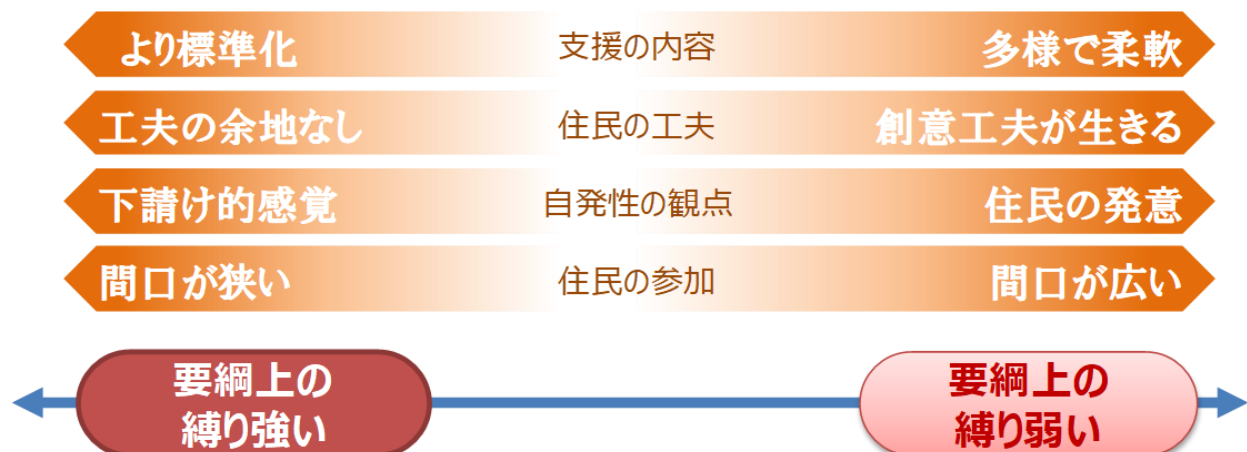 より標準化 支援の内容 多様で柔軟
工夫の余地なし 住民の工夫 創意工夫が生きる
下請け的感覚 自発性の観点 住民の発意
間口が狭い 住民の参加 間口が広い
要綱上の
縛り強い
要綱上の
縛り弱い